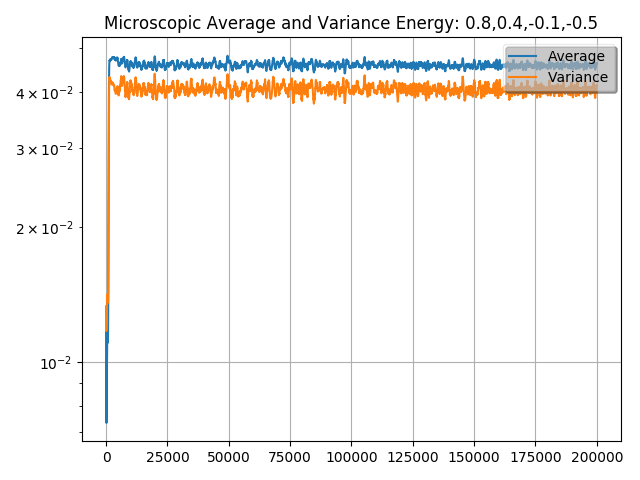 Microscopic Average and Variance Energy: 0.8,0.4,-0.1,-0.5
Average
Variance
4 × 10⁻²
3 × 10⁻²
2 × 10⁻²
10⁻²
0 25000 50000 75000 100000 125000 150000 175000 200000